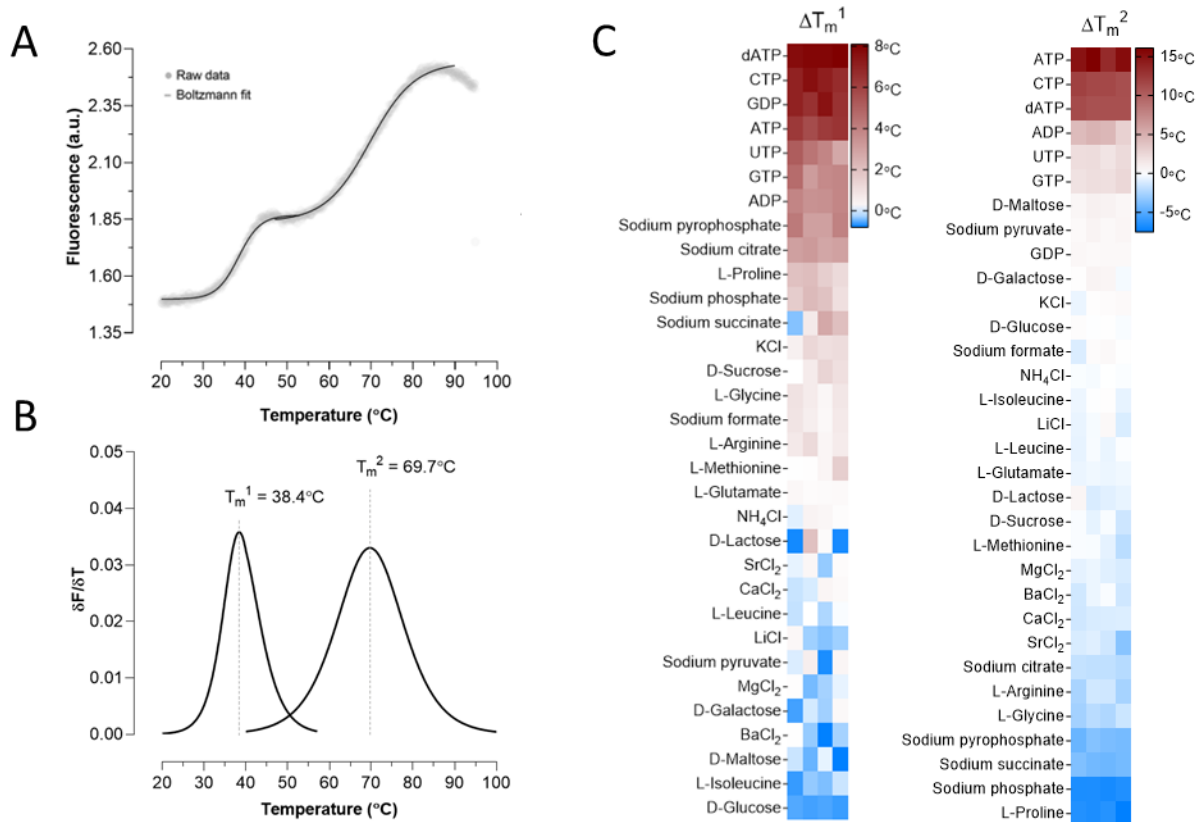 A
2.60
2.35
2.10
1.85
1.60
1.35
Fluorescence (a.u.)
Raw data
Boltzmann fit
20 30 40 50 60 70 80 90 100
Temperature (°C)
B
0.05
0.04
0.03
0.02
0.01
0.00
δF/δT
Tm1 = 38.4°C
Tm2 = 69.7°C
20 30 40 50 60 70 80 90 100
Temperature (°C)
C
ΔTm1
dATP
CTP
GDP
ATP
UTP
GTP
ADP
Sodium pyrophosphate
Sodium citrate
L-Proline
Sodium phosphate
Sodium succinate
KCl
D-Sucrose
L-Glycine
Sodium formate
L-Arginine
L-Methionine
L-Glutamate
NH4Cl
D-Lactose
SrCl2
CaCl2
L-Leucine
LiCl
Sodium pyruvate
MgCl2
D-Galactose
BaCl2
D-Maltose
L-Isoleucine
D-Glucose
8°C
6°C
4°C
2°C
0°C
ΔTm2
ATP
CTP
dATP
ADP
UTP
GTP
D-Maltose
Sodium pyruvate
GDP
D-Galactose
KCl
D-Glucose
Sodium formate
NH4Cl
L-Isoleucine
LiCl
L-Leucine
L-Glutamate
D-Lactose
D-Sucrose
L-Methionine
MgCl2
BaCl2
CaCl2
SrCl2
Sodium citrate
L-Arginine
L-Glycine
Sodium pyrophosphate
Sodium succinate
Sodium phosphate
L-Proline
15°C
10°C
5°C
0°C
-5°C